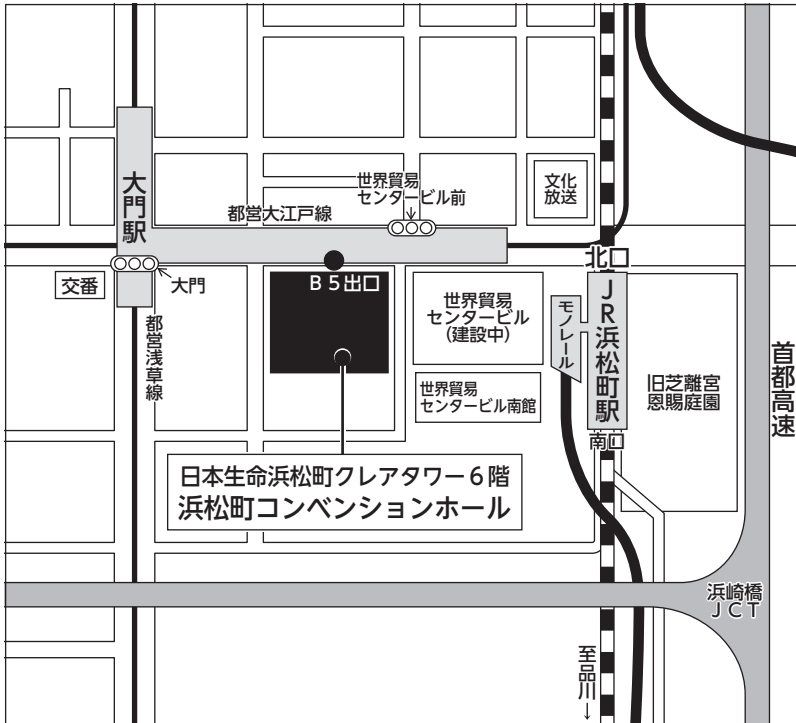 世界貿易
センタービル前
文化
放送
大門駅
都営大江戸線
北口
交番
大門
B5出口
都営浅草線
世界貿易
センタービル
(建設中)
モノレール
JR浜松町駅
世界貿易
センタービル南館
旧芝離宮
恩賜庭園
首都高速
南口
日本生命浜松町クレアタワー6階
浜松町コンベンションホール
浜崎橋
JCT
至品川→